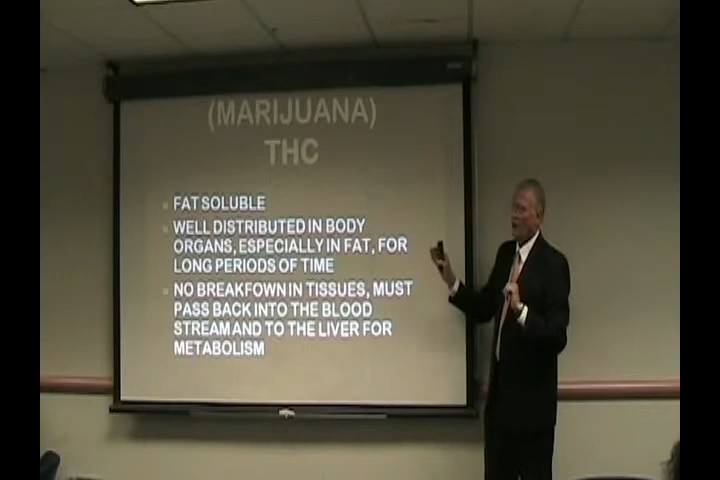 (MARIJUANA)
THC
FAT SOLUBLE
WELL DISTRIBUTED IN BODY
ORGANS, ESPECIALLY IN FAT, FOR
LONG PERIODS OF TIME
NO BREAKFOWN IN TISSUES, MUST
PASS BACK INTO THE BLOOD
STREAM AND TO THE LIVER FOR
METABOLISM